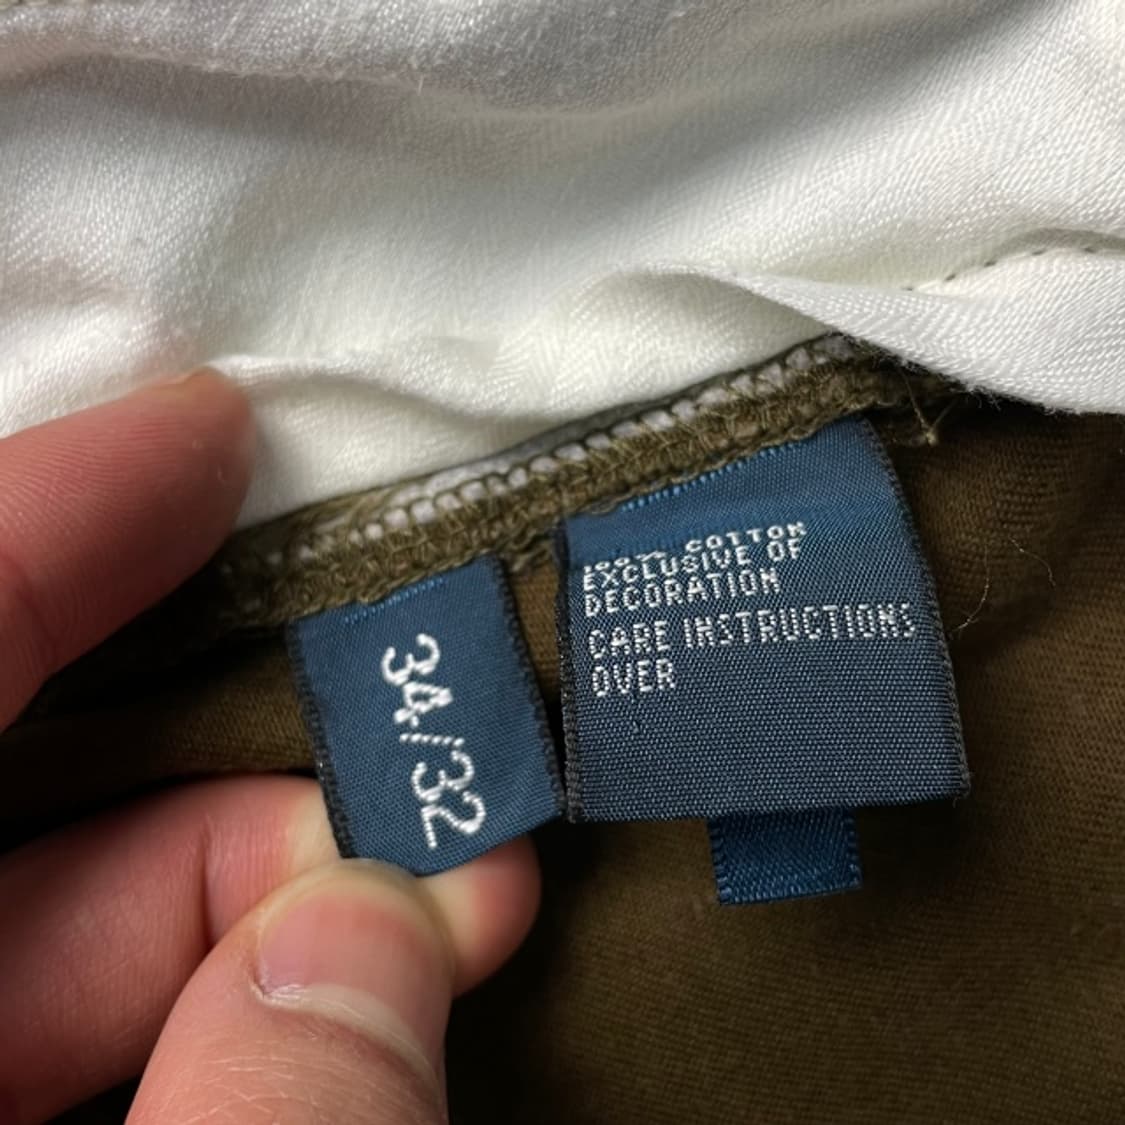 34/32
100% COTTON
EXCLUSIVE OF
DECORATION
CARE INSTRUCTIONS
OVER